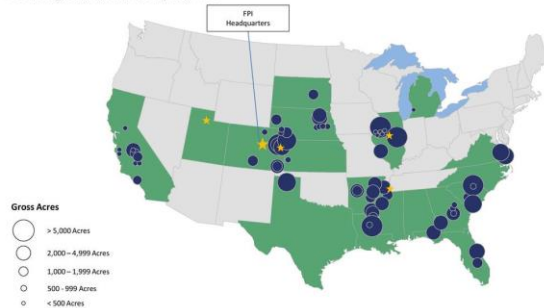 FPI
Headquarters
Gross Acres
> 5,000 Acres
2,000 – 4,999 Acres
1,000 – 1,999 Acres
500 - 999 Acres
< 500 Acres